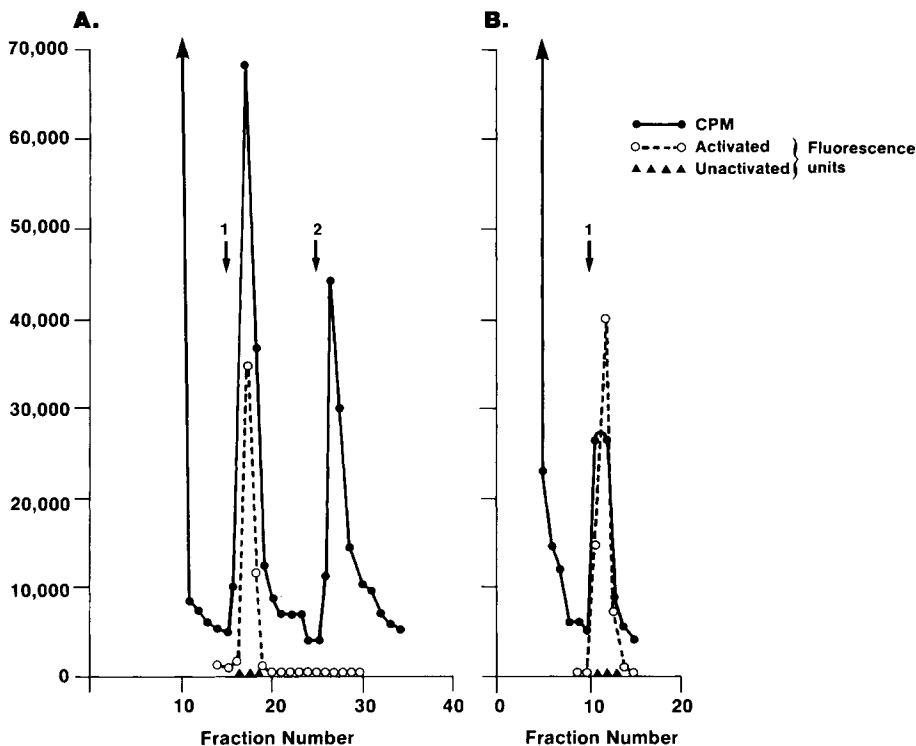 A.
B.
70,000
60,000
50,000
40,000
30,000
20,000
10,000
0
1
2
10
20
30
40
Fraction Number
CPM
Activated
Unactivated
Fluorescence
units
1
0
10
20
Fraction Number